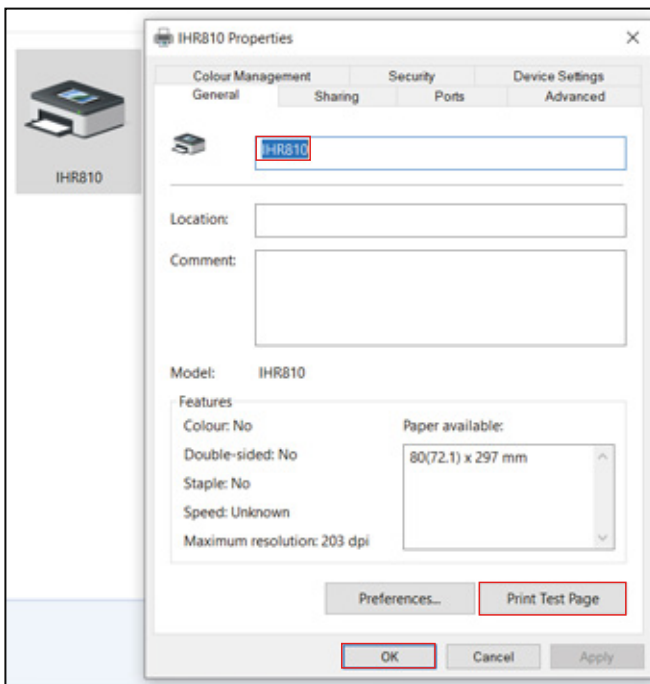 IHR810
IHR810 Properties
Colour Management Security Device Settings
General Sharing Ports Advanced
IHR810
Location:
Comment:
Model: IHR810
Features
Colour: No
Double-sided: No
Staple: No
Speed: Unknown
Maximum resolution: 203 dpi
Paper available:
80(72.1) x 297 mm
Preferences... Print Test Page
OK Cancel Apply